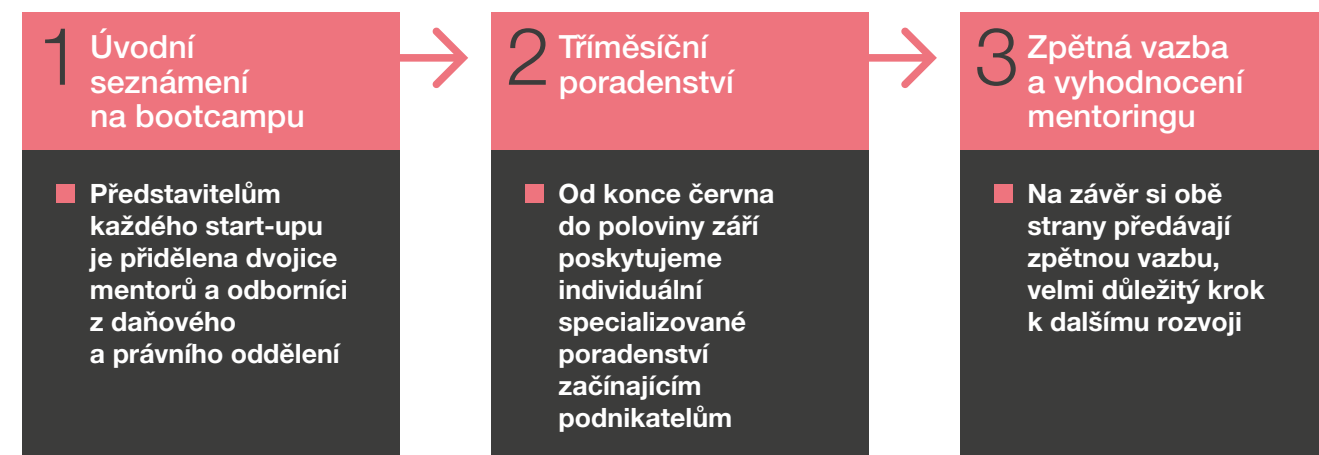 1 Úvodní
seznámení
na bootcampu
Představitelům
každého start-upu
je přidělena dvojice
mentorů a odborníci
z daňového
a právního oddělení
2 Tříměsíční
poradenství
Od konce června
do poloviny září
poskytujeme
individuální
specializované
poradenství
začínajícím
podnikatelům
3 Zpětná vazba
a vyhodnocení
mentoringu
Na závěr si obě
strany předávají
zpětnou vazbu,
velmi důležitý krok
k dalšímu rozvoji